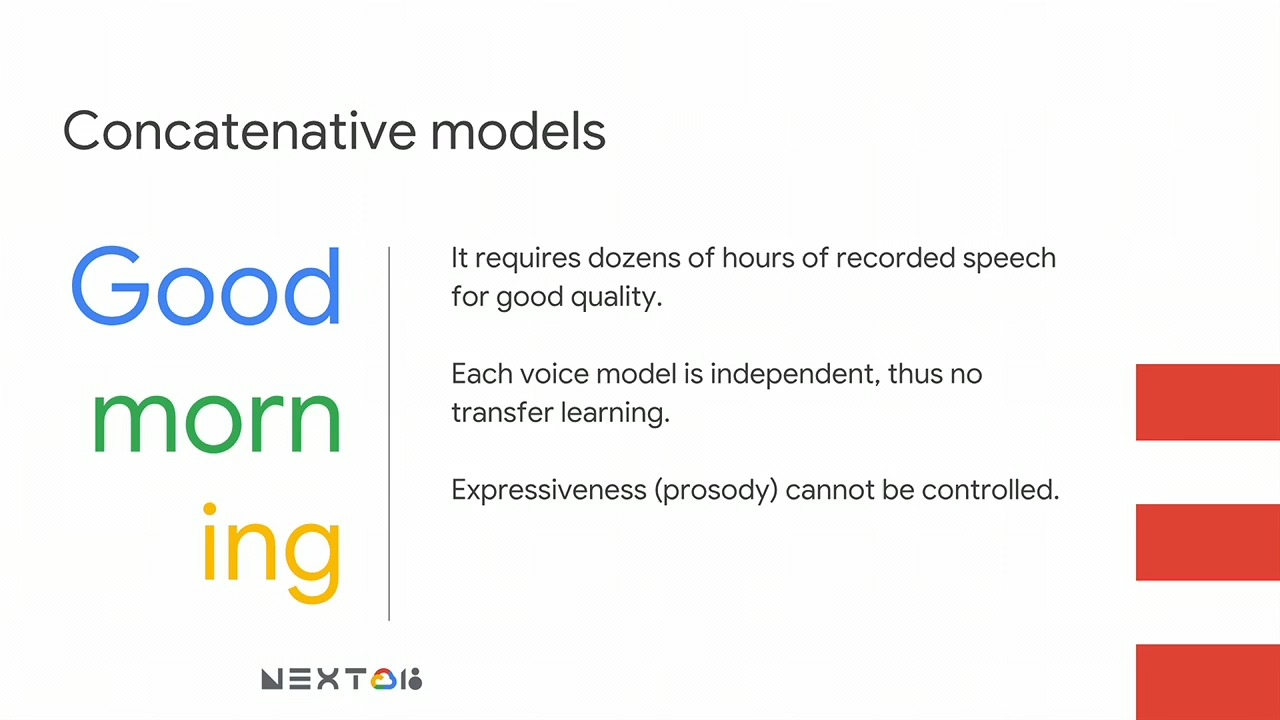 Concatenative models
Good
morn
ing
It requires dozens of hours of recorded speech
for good quality.
Each voice model is independent, thus no
transfer learning.
Expressiveness (prosody) cannot be controlled.
NEXT 18